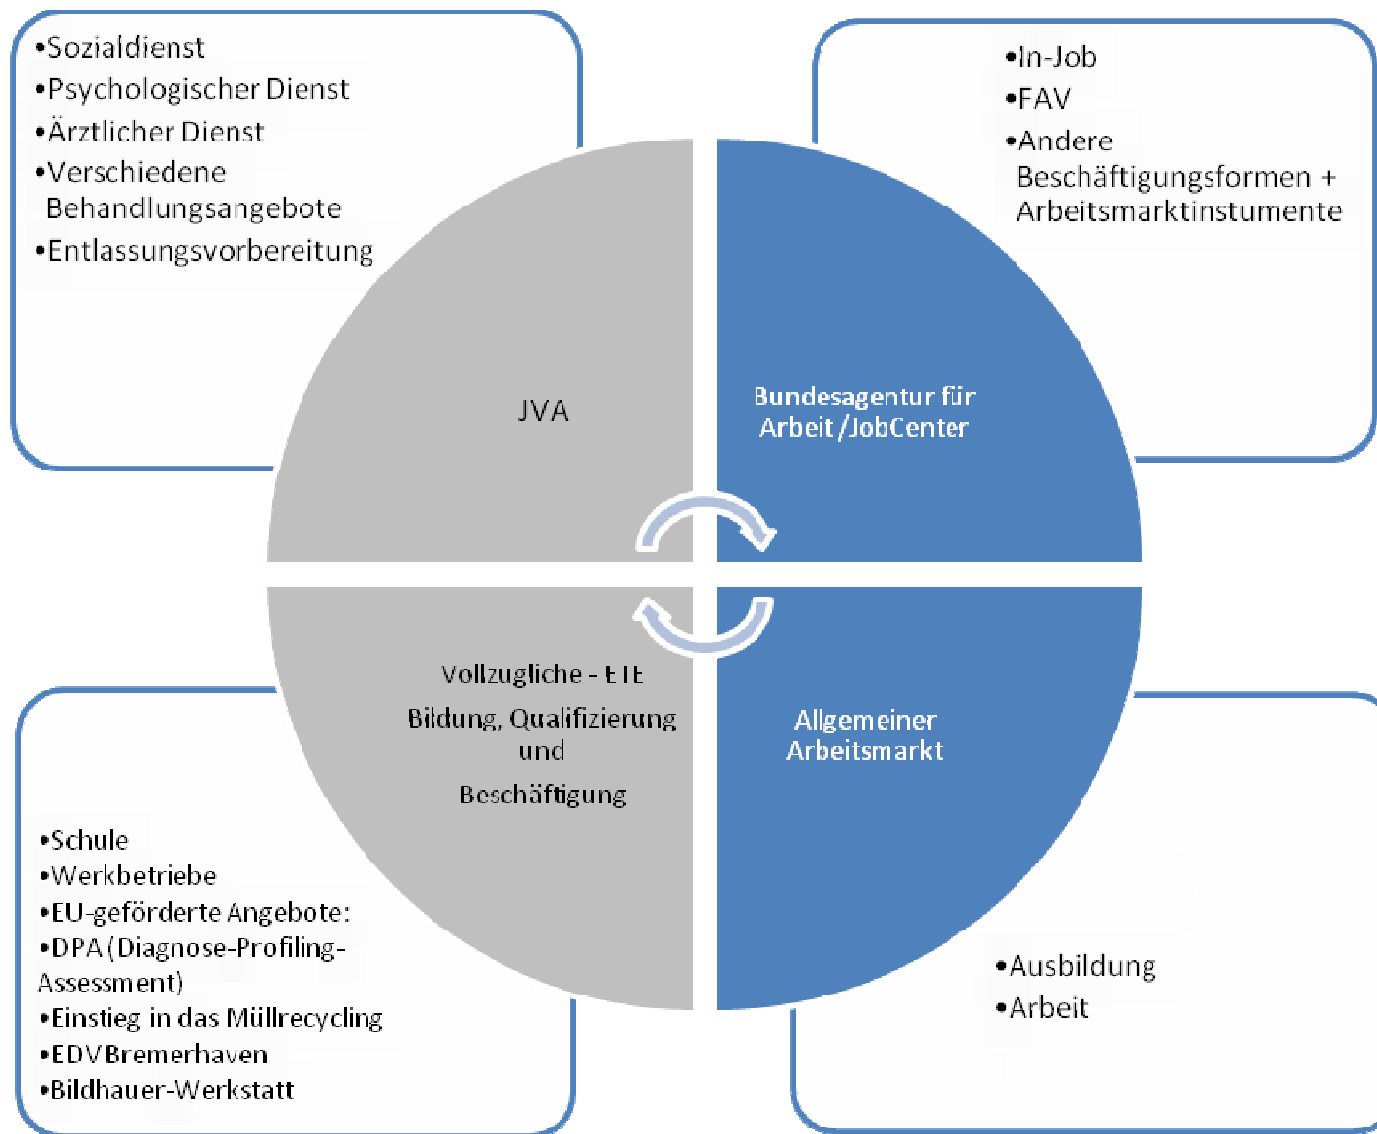 •Sozialdienst
•Psychologischer Dienst
•Ärztlicher Dienst
•Verschiedene
Behandlungsangebote
•Entlassungsvorbereitung
•In-Job
•FAV
•Andere
Beschäftigungsformen +
Arbeitsmarktinstumente
JVA
Bundesagentur für
Arbeit/JobCenter
Vollzugliche - ETE
Bildung, Qualifizierung
und
Beschäftigung
Allgemeiner
Arbeitsmarkt
•Schule
•Werkbetriebe
•EU-geförderte Angebote:
•DPA (Diagnose-Profiling-
Assessment)
•Einstieg in das Müllrecycling
•EDV Bremerhaven
•Bildhauer-Werkstatt
•Ausbildung
•Arbeit